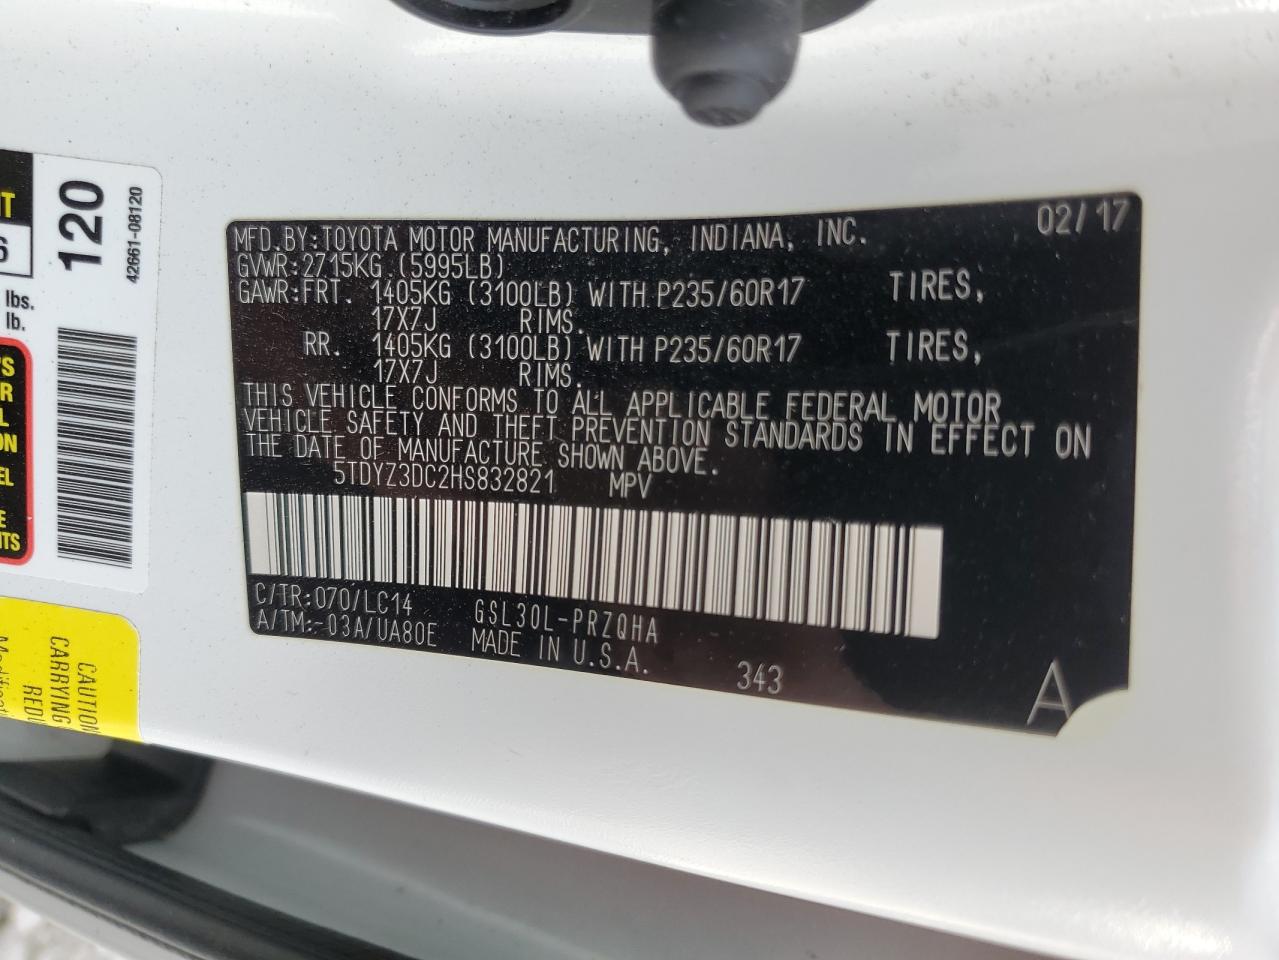 MFD.BY:TOYOTA MOTOR MANUFACTURING, INDIANA, INC. 02/17
GVWR:2715KG (5995LB)
GAWR:FRT. 1405KG (3100LB) WITH P235/60R17 TIRES,
17X7J RIMS.
RR. 1405KG (3100LB) WITH P235/60R17 TIRES,
17X7J RIMS.
THIS VEHICLE CONFORMS TO ALL APPLICABLE FEDERAL MOTOR
VEHICLE SAFETY AND THEFT PREVENTION STANDARDS IN EFFECT ON
THE DATE OF MANUFACTURE SHOWN ABOVE.
5TDYZ3DC2HS832821 MPV
C/TR:070/LC14 GSL30L-PRZQHA
A/TM:-03A/UA80E MADE IN U.S.A. 343
A
120
42661-08120
6
lbs.
lb.
CAUTION
CARRYING